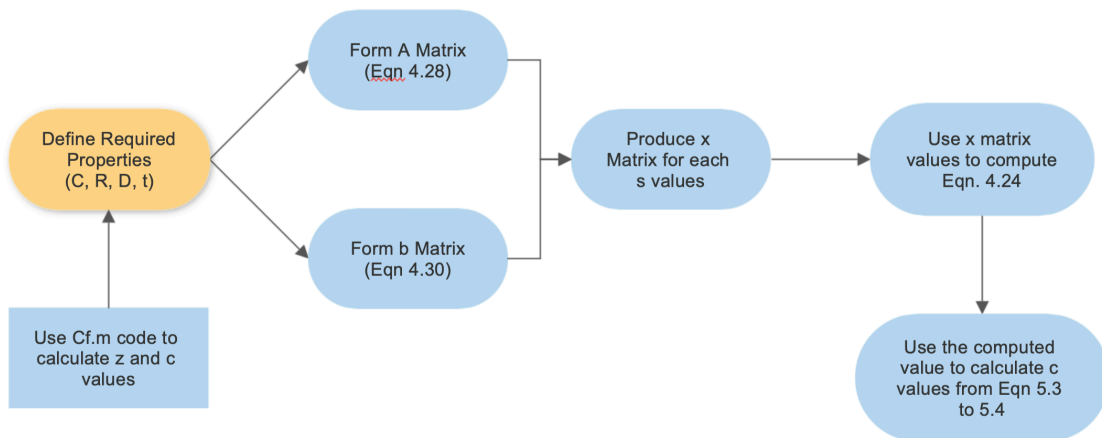 Form A Matrix
(Eqn 4.28)
Define Required
Properties
(C, R, D, t)
Produce x
Matrix for each
s values
Use x matrix
values to compute
Eqn. 4.24
Form b Matrix
(Eqn 4.30)
Use Cf.m code to
calculate z and c
values
Use the computed
value to calculate c
values from Eqn 5.3
to 5.4